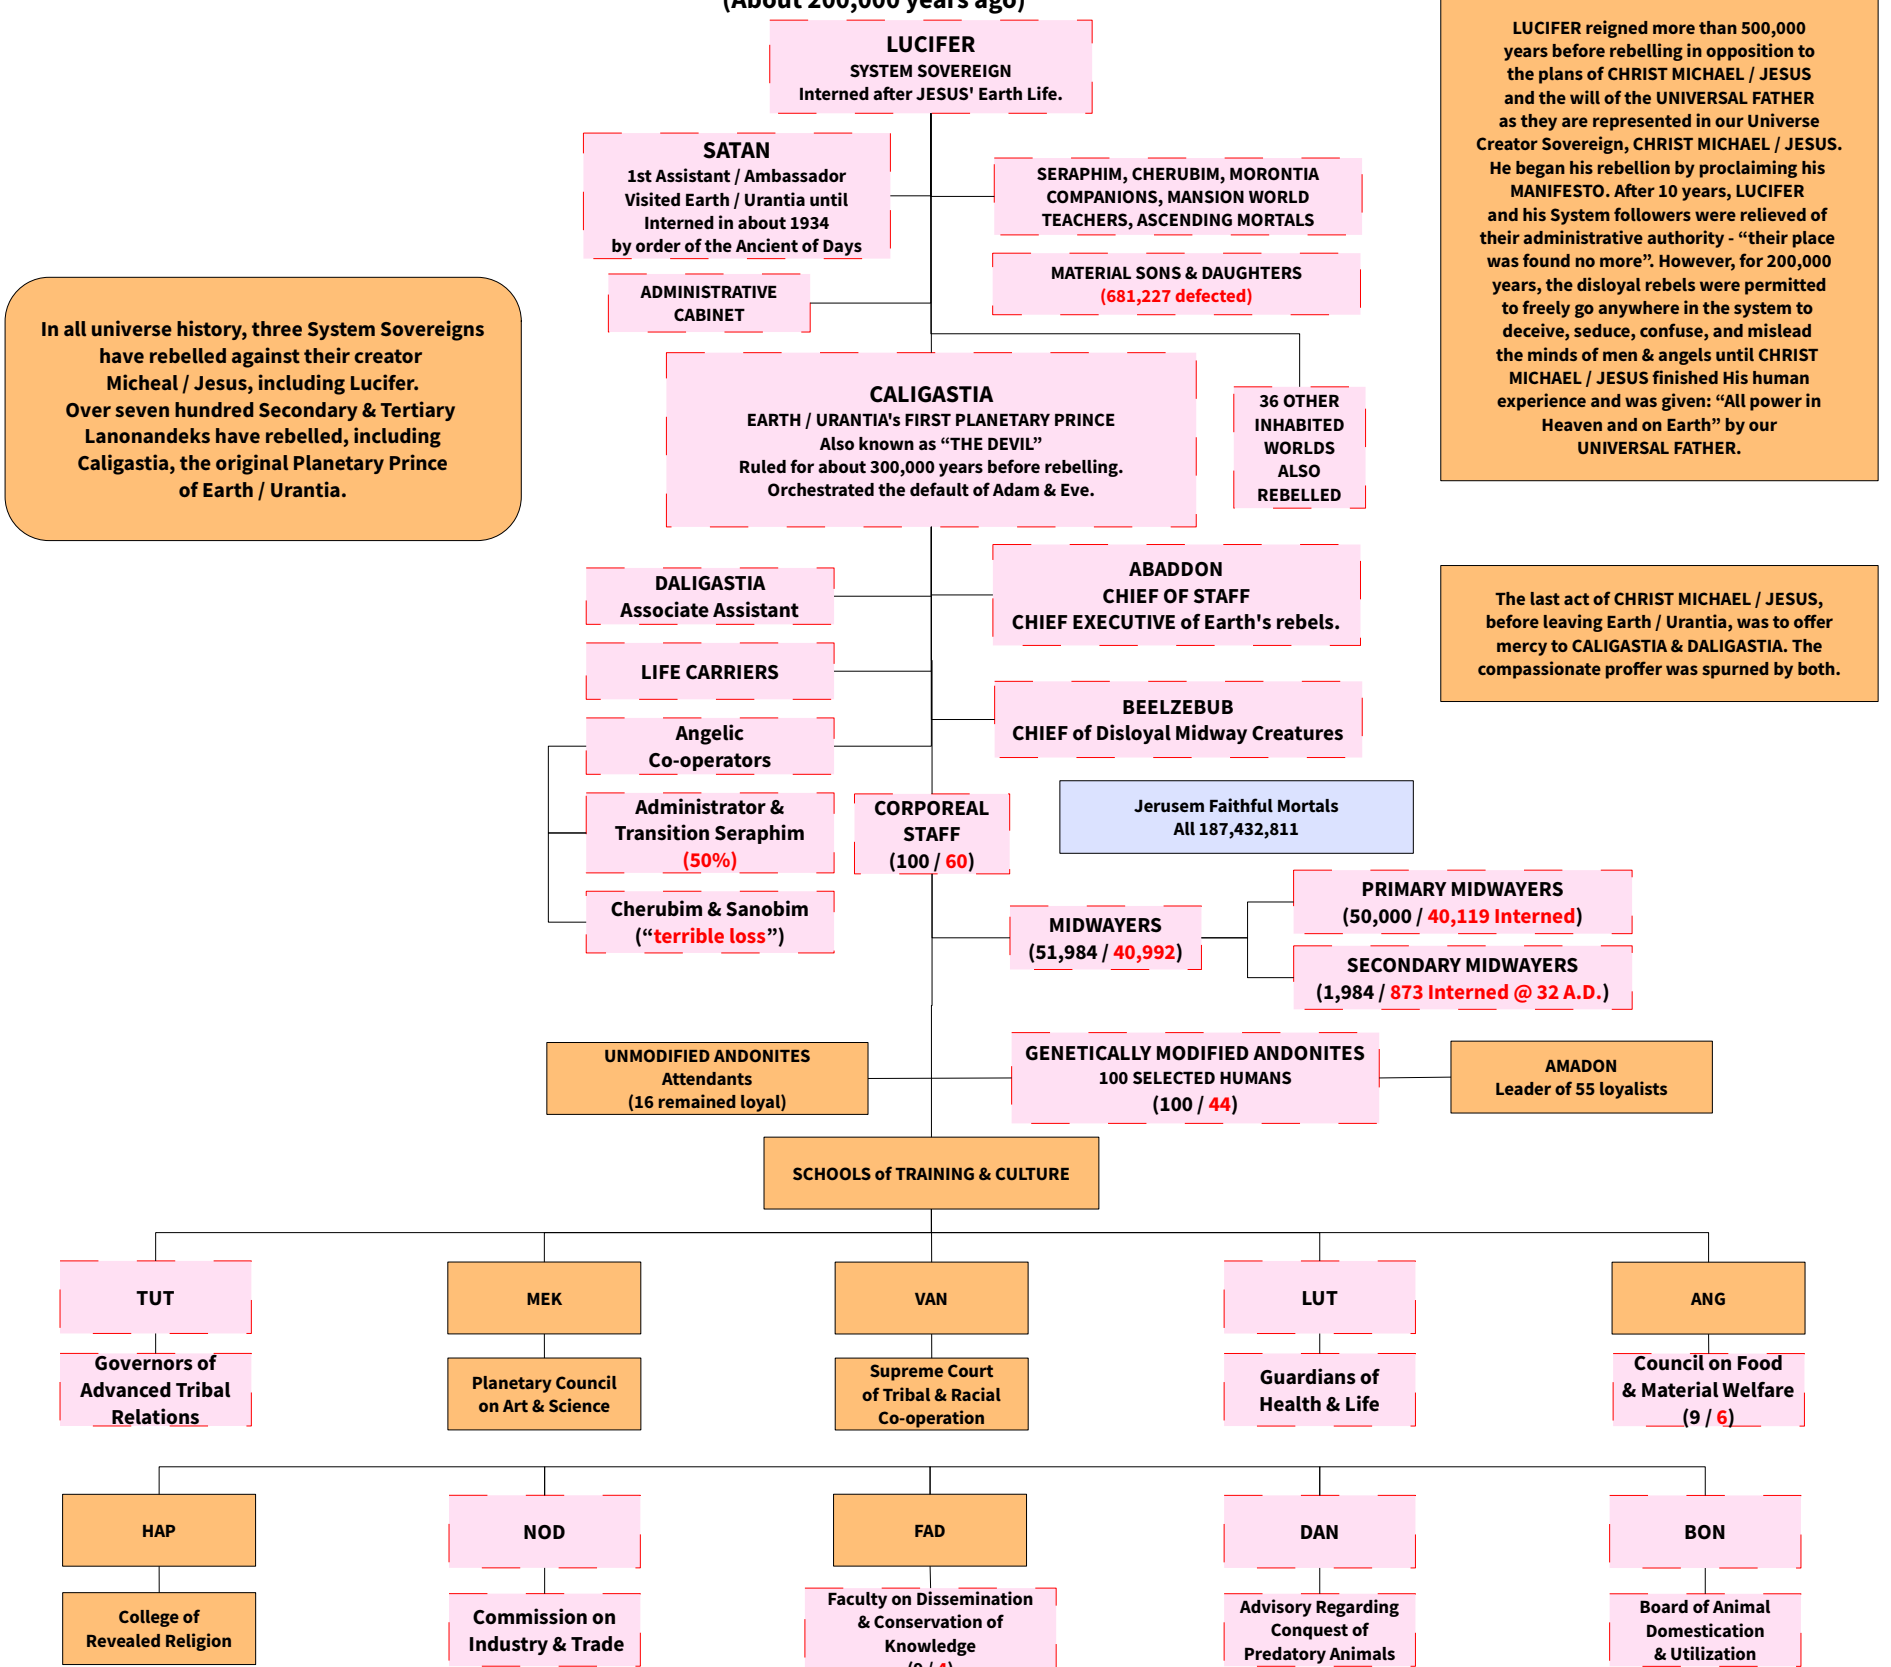 (About 200,000 years ago)
LUCIFER
SYSTEM SOVEREIGN
Interned after JESUS' Earth Life.
LUCIFER reigned more than 500,000
years before rebelling in opposition to
the plans of CHRIST MICHAEL / JESUS
and the will of the UNIVERSAL FATHER
as they are represented in our Universe
Creator Sovereign, CHRIST MICHAEL / JESUS.
He began his rebellion by proclaiming his
MANIFESTO. After 10 years, LUCIFER
and his System followers were relieved of
their administrative authority - “their place
was found no more”. However, for 200,000
years, the disloyal rebels were permitted
to freely go anywhere in the system to
deceive, seduce, confuse, and mislead
the minds of men & angels until CHRIST
MICHAEL / JESUS finished His human
experience and was given: “All power in
Heaven and on Earth” by our
UNIVERSAL FATHER.
SATAN
1st Assistant / Ambassador
Visited Earth / Urantia until
Interned in about 1934
by order of the Ancient of Days
SERAPHIM, CHERUBIM, MORONTIA
COMPANIONS, MANSION WORLD
TEACHERS, ASCENDING MORTALS
MATERIAL SONS & DAUGHTERS
(681,227 defected)
ADMINISTRATIVE
CABINET
In all universe history, three System Sovereigns
have rebelled against their creator
Micheal / Jesus, including Lucifer.
Over seven hundred Secondary & Tertiary
Lanonandeks have rebelled, including
Caligastia, the original Planetary Prince
of Earth / Urantia.
CALIGASTIA
EARTH / URANTIA's FIRST PLANETARY PRINCE
Also known as “THE DEVIL”
Ruled for about 300,000 years before rebelling.
Orchestrated the default of Adam & Eve.
36 OTHER
INHABITED
WORLDS
ALSO
REBELLED
DALIGASTIA
Associate Assistant
ABADDON
CHIEF OF STAFF
CHIEF EXECUTIVE of Earth's rebels.
The last act of CHRIST MICHAEL / JESUS,
before leaving Earth / Urantia, was to offer
mercy to CALIGASTIA & DALIGASTIA. The
compassionate proffer was spurned by both.
LIFE CARRIERS
BEELZEBUB
CHIEF of Disloyal Midway Creatures
Angelic
Co-operators
Administrator &
Transition Seraphim
(50%)
CORPOREAL
STAFF
(100 / 60)
Jerusem Faithful Mortals
All 187,432,811
Cherubim & Sanobim
(“terrible loss”)
MIDWAYERS
(51,984 / 40,992)
PRIMARY MIDWAYERS
(50,000 / 40,119 Interned)
SECONDARY MIDWAYERS
(1,984 / 873 Interned @ 32 A.D.)
UNMODIFIED ANDONITES
Attendants
(16 remained loyal)
GENETICALLY MODIFIED ANDONITES
100 SELECTED HUMANS
(100 / 44)
AMADON
Leader of 55 loyalists
SCHOOLS of TRAINING & CULTURE
TUT
MEK
VAN
LUT
ANG
Governors of
Advanced Tribal
Relations
Planetary Council
on Art & Science
Supreme Court
of Tribal & Racial
Co-operation
Guardians of
Health & Life
Council on Food
& Material Welfare
(9 / 6)
HAP
NOD
FAD
DAN
BON
College of
Revealed Religion
Commission on
Industry & Trade
Faculty on Dissemination
& Conservation of
Knowledge
(9 / 4)
Advisory Regarding
Conquest of
Predatory Animals
Board of Animal
Domestication
& Utilization